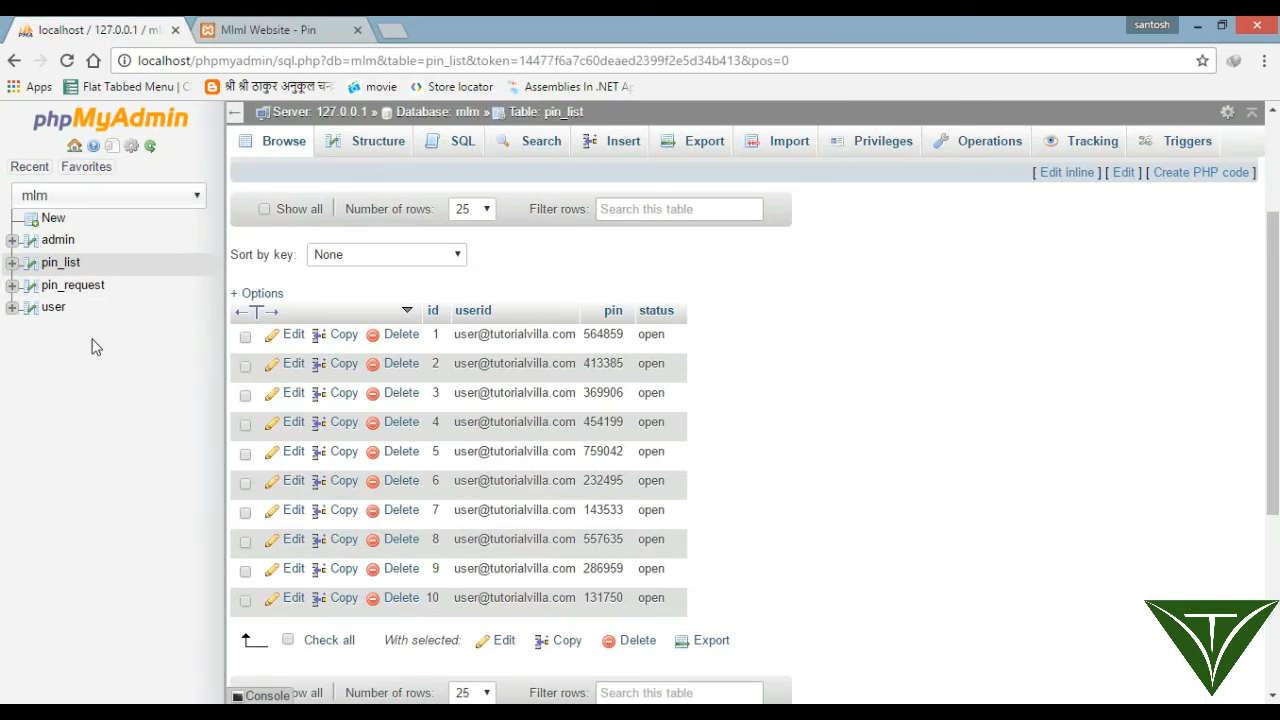 localhost / 127.0.0.1 / ml
Mlml Website - Pin
santosh
localhost/phpmyadmin/sql.php?db=mlm&table=pin_list&token=14477f6a7c60deaed2399f2e5d34b413&pos=0
Apps Flat Tabbed Menu | C श्री श्री ठाकुर अनुकूल चन्द movie Store locator Assemblies In .NET Ap
phpMyAdmin
Recent Favorites
mlm
New
admin
pin_list
pin_request
user
Server: 127.0.0.1 » Database: mlm » Table: pin_list
Browse Structure SQL Search Insert Export Import Privileges Operations Tracking Triggers
[ Edit inline ] [ Edit ] [ Create PHP code ]
Show all Number of rows: 25 Filter rows: Search this table
Sort by key: None
+ Options
id userid pin status
Edit Copy Delete 1 user@tutorialvilla.com 564859 open
Edit Copy Delete 2 user@tutorialvilla.com 413385 open
Edit Copy Delete 3 user@tutorialvilla.com 369906 open
Edit Copy Delete 4 user@tutorialvilla.com 454199 open
Edit Copy Delete 5 user@tutorialvilla.com 759042 open
Edit Copy Delete 6 user@tutorialvilla.com 232495 open
Edit Copy Delete 7 user@tutorialvilla.com 143533 open
Edit Copy Delete 8 user@tutorialvilla.com 557635 open
Edit Copy Delete 9 user@tutorialvilla.com 286959 open
Edit Copy Delete 10 user@tutorialvilla.com 131750 open
Check all With selected: Edit Copy Delete Export
Console ow all Number of rows: 25 Filter rows: Search this table